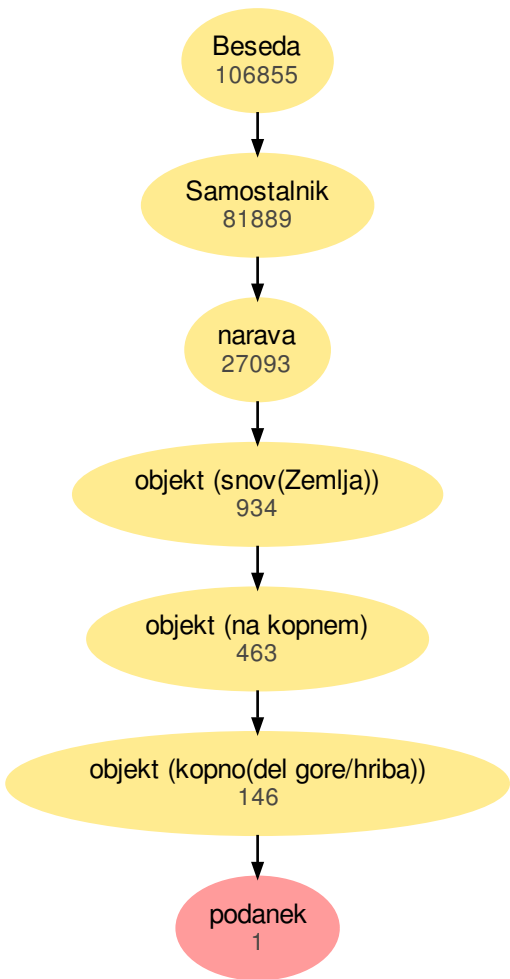 Beseda
106855
Samostalnik
81889
narava
27093
objekt (snov(Zemlja))
934
objekt (na kopnem)
463
objekt (kopno(del gore/hriba))
146
podanek
1